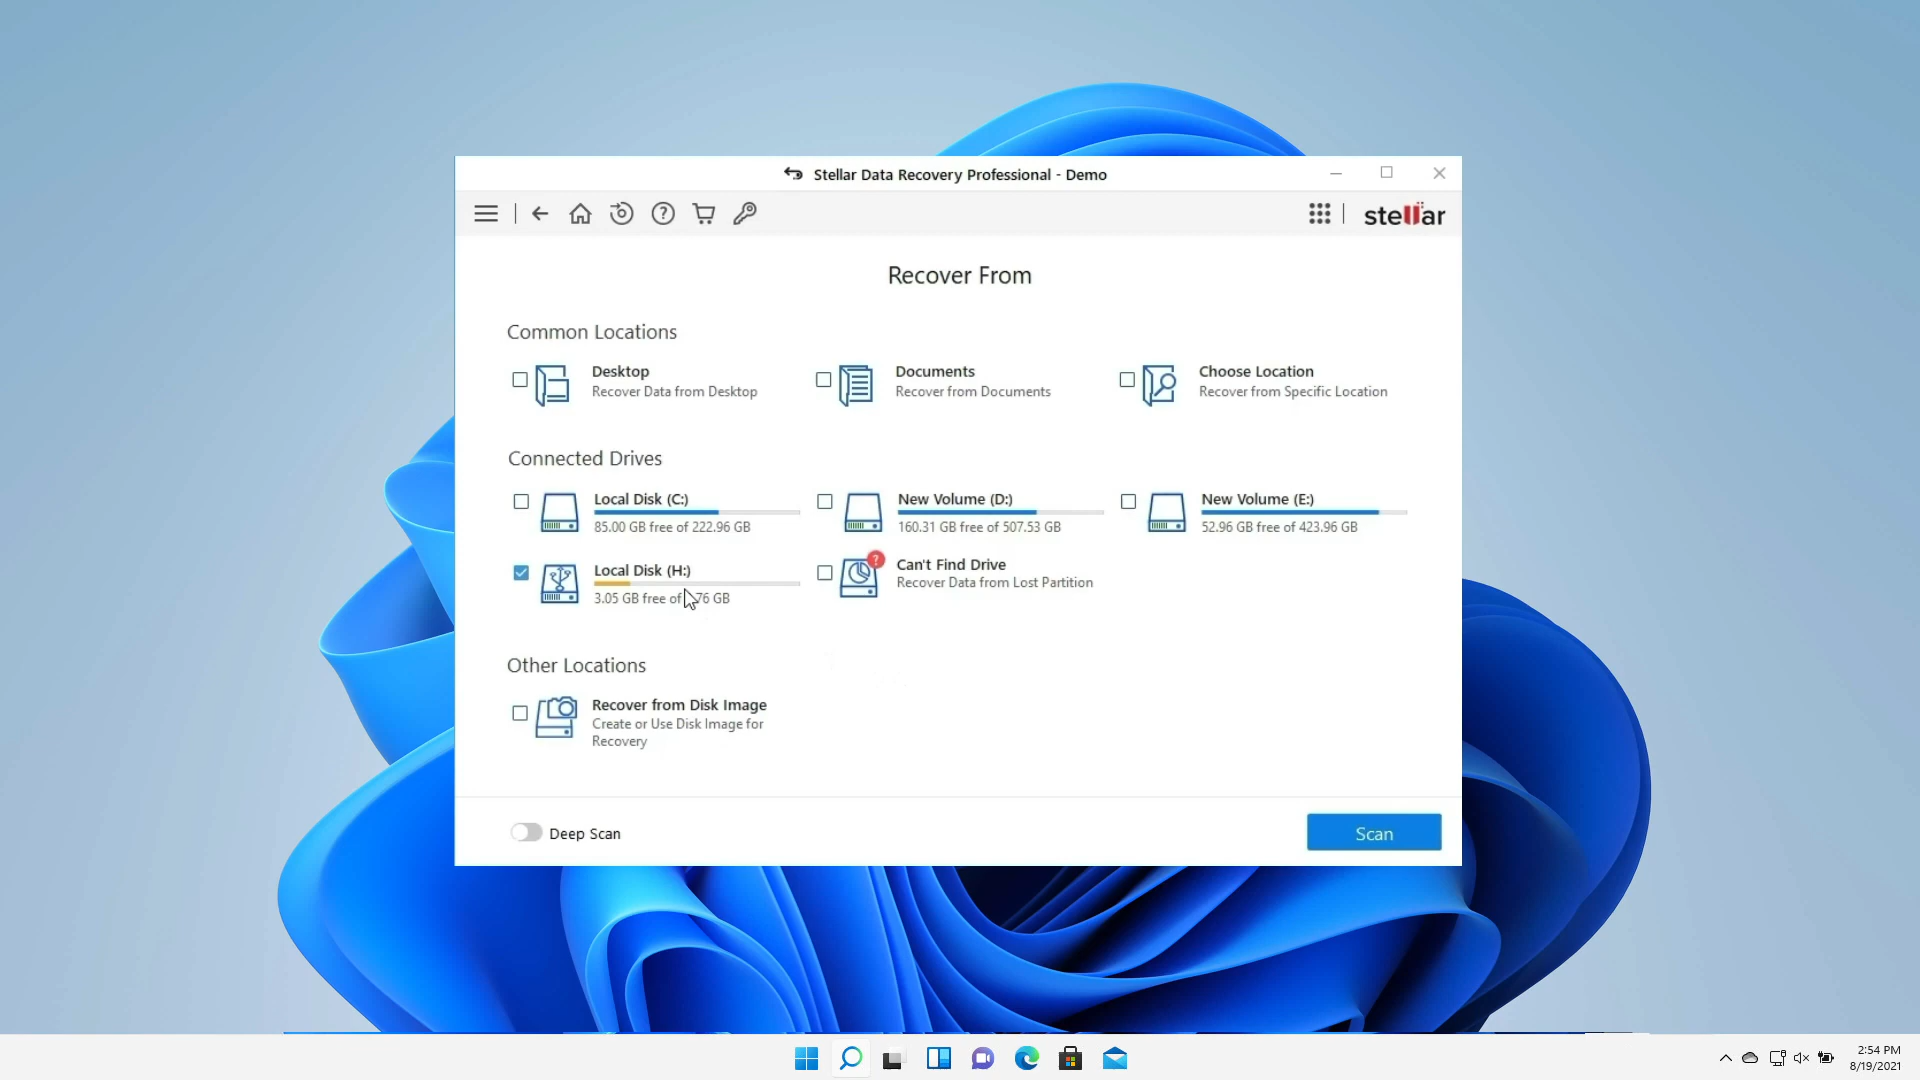 Stellar Data Recovery Professional - Demo
stellar
Recover From
Common Locations
Desktop
Recover Data from Desktop
Documents
Recover from Documents
Choose Location
Recover from Specific Location
Connected Drives
Local Disk (C:)
85.00 GB free of 222.96 GB
New Volume (D:)
160.31 GB free of 507.53 GB
New Volume (E:)
52.96 GB free of 423.96 GB
Local Disk (H:)
3.05 GB free of 76 GB
Can't Find Drive
Recover Data from Lost Partition
Other Locations
Recover from Disk Image
Create or Use Disk Image for
Recovery
Deep Scan
Scan
2:54 PM
8/19/2021